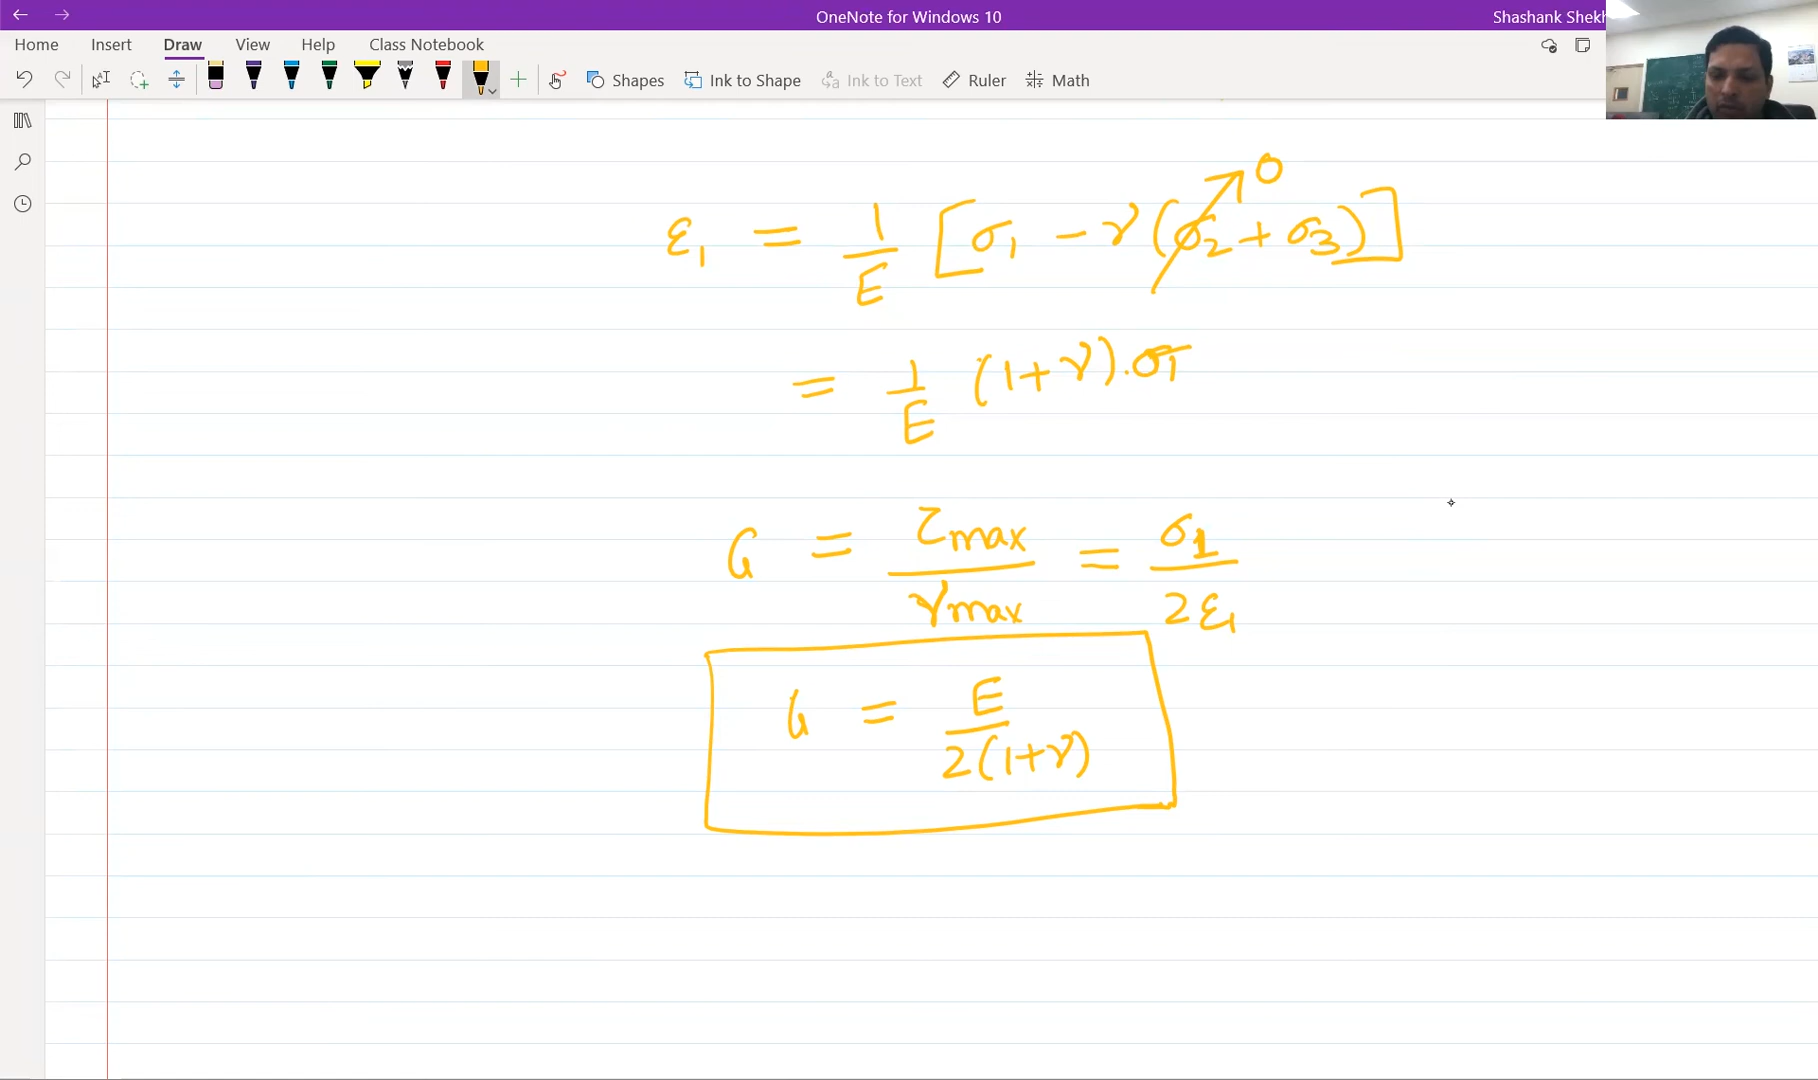 OneNote for Windows 10
Shashank Shekh
Home Insert Draw View Help Class Notebook
Shapes Ink to Shape Ink to Text Ruler Math
ε₁ = 1/E [σ₁ - ν(σ₂ + σ₃)] 0
= 1/E (1+ν).σ₁
G = τmax/γmax = σ₁/2ε₁
G = E/2(1+ν)